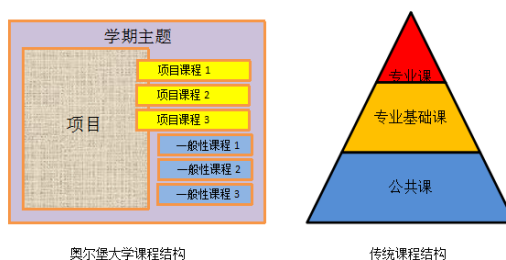 学期主题
项目
项目课程 1
项目课程 2
项目课程 3
一般性课程 1
一般性课程 2
一般性课程 3
奥尔堡大学课程结构
专业课
专业基础课
公共课
传统课程结构